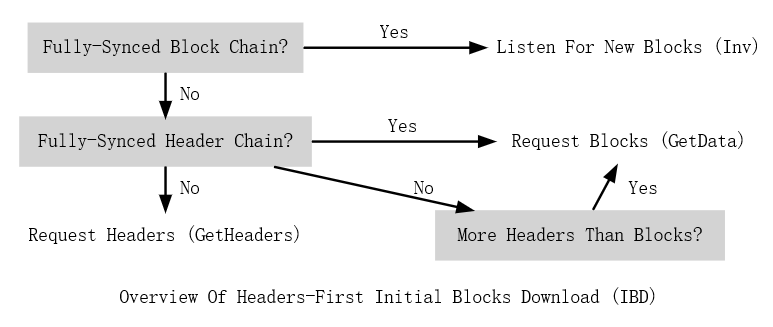 Fully-Synced Block Chain?
Yes
Listen For New Blocks (Inv)
No
Fully-Synced Header Chain?
Yes
Request Blocks (GetData)
No
No
Yes
Request Headers (GetHeaders)
More Headers Than Blocks?
Overview Of Headers-First Initial Blocks Download (IBD)